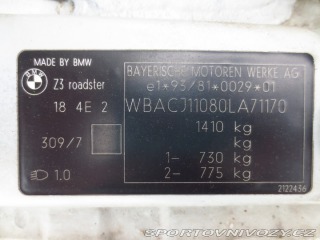 MADE BY BMW
BMW
Z3 roadster
18 4E 2
309/7
1.0
BAYERISCHE MOTOREN WERKE AG
e1*93/81*0029*01
WBACJ11080LA71170
1410 kg
kg
1- 730 kg
2- 775 kg
2122436
SPORTOVNIVOZY.CZ